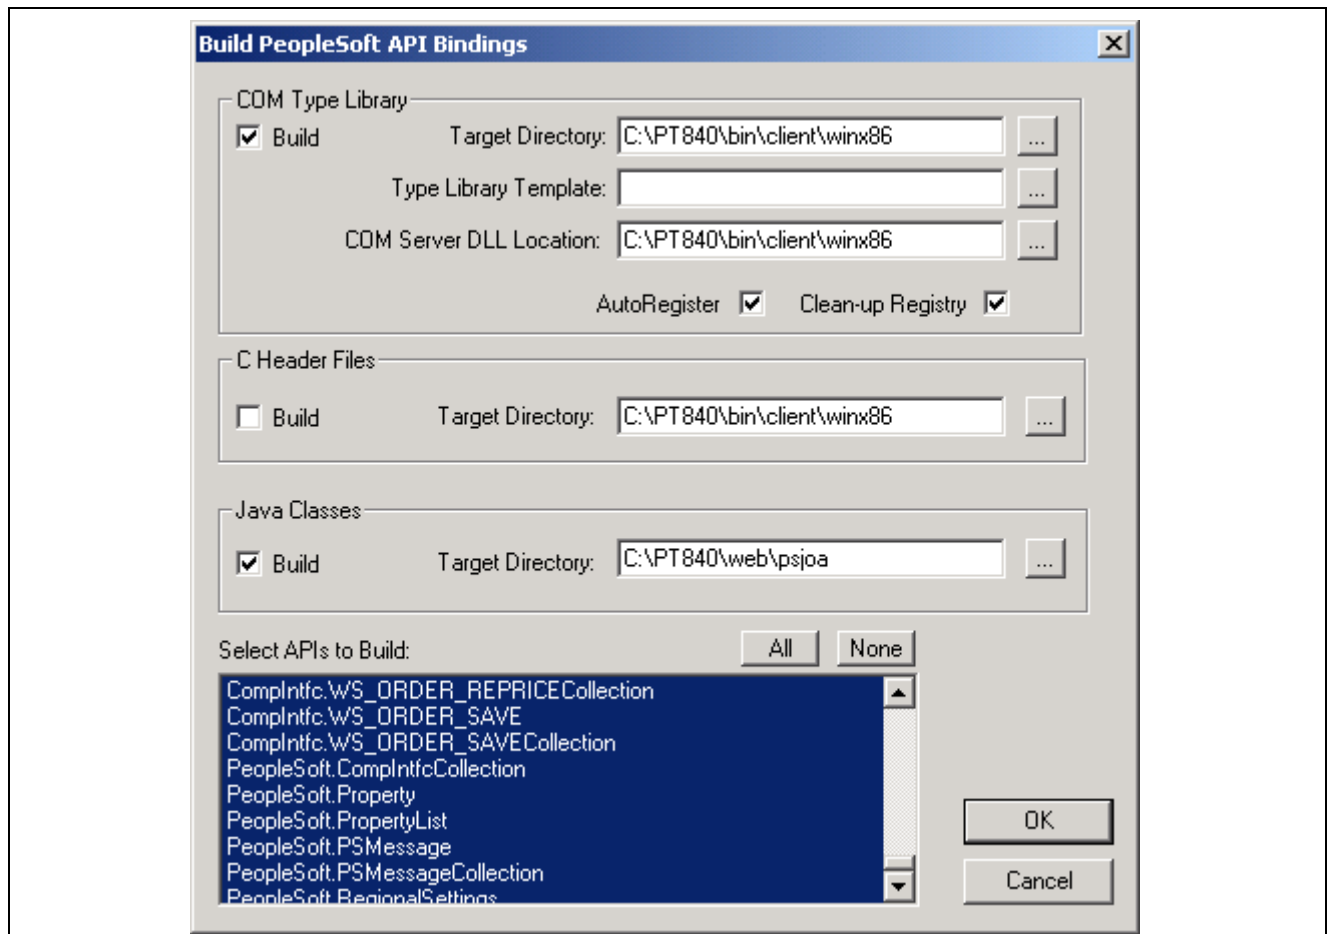 Build PeopleSoft API Bindings
COM Type Library
Build Target Directory: C:\PT840\bin\client\winx86 ...
Type Library Template: ...
COM Server DLL Location: C:\PT840\bin\client\winx86 ...
AutoRegister Clean-up Registry
C Header Files
Build Target Directory: C:\PT840\bin\client\winx86 ...
Java Classes
Build Target Directory: C:\PT840\web\psjoa ...
Select APIs to Build: All None
CompIntfc.WS_ORDER_REPRICECollection
CompIntfc.WS_ORDER_SAVE
CompIntfc.WS_ORDER_SAVECollection
PeopleSoft.CompIntfcCollection
PeopleSoft.Property
PeopleSoft.PropertyList
PeopleSoft.PSMessage
PeopleSoft.PSMessageCollection
PeopleSoft.RegionalSettings
OK
Cancel